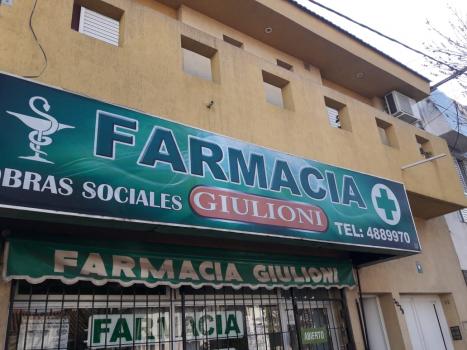 FARMACIA
OBRAS SOCIALES GIULIONI
TEL: 4889970
FARMACIA GIULIONI
FARMACIA
ABIERTO